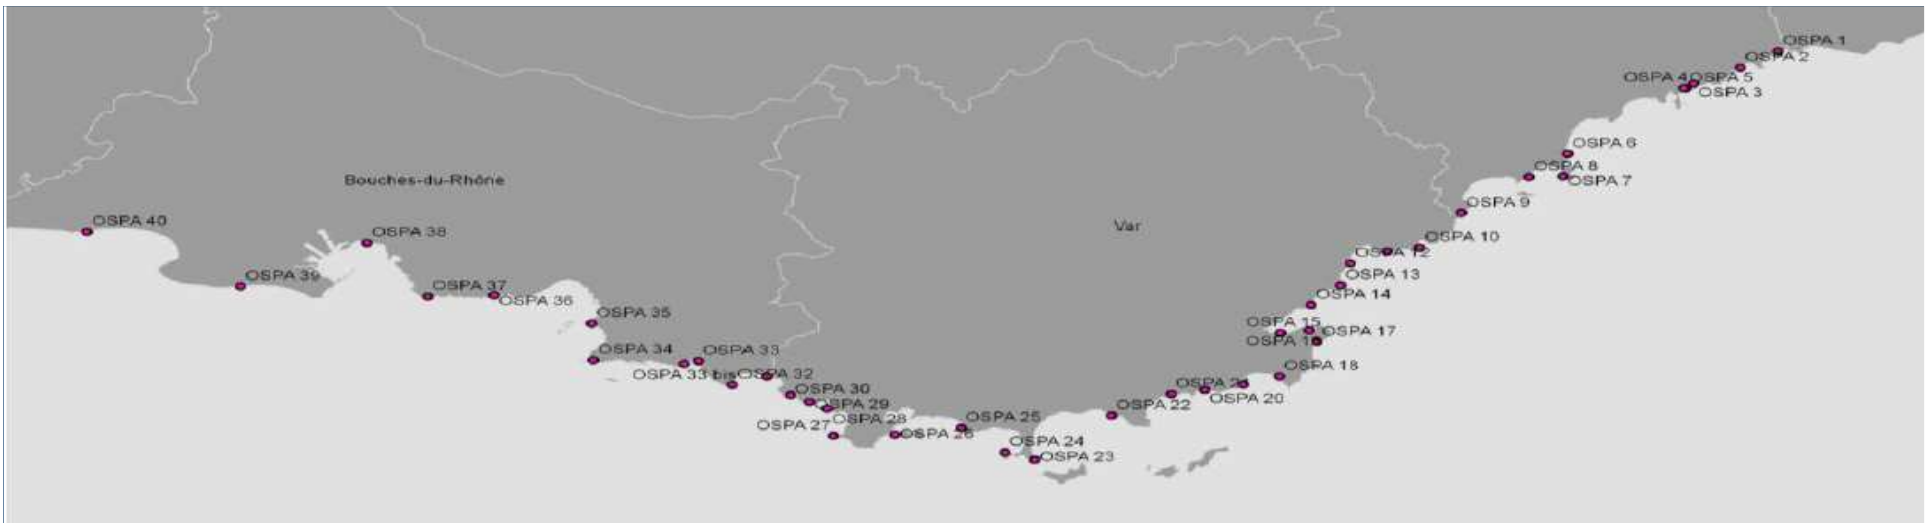 OSPA 1
OSPA 2
OSPA 4
OSPA 5
OSPA 3
OSPA 6
OSPA 8
OSPA 7
Bouches-du-Rhône
OSPA 9
OSPA 40
Var
OSPA 38
OSPA 10
OSPA 12
OSPA 39
OSPA 13
OSPA 37
OSPA 36
OSPA 14
OSPA 35
OSPA 15
OSPA 17
OSPA
OSPA 34
OSPA 33
OSPA 18
OSPA 33 bis
OSPA 32
OSPA 30
OSPA
OSPA 20
OSPA 29
OSPA 22
OSPA 28
OSPA 25
OSPA 27
OSPA 26
OSPA 24
OSPA 23